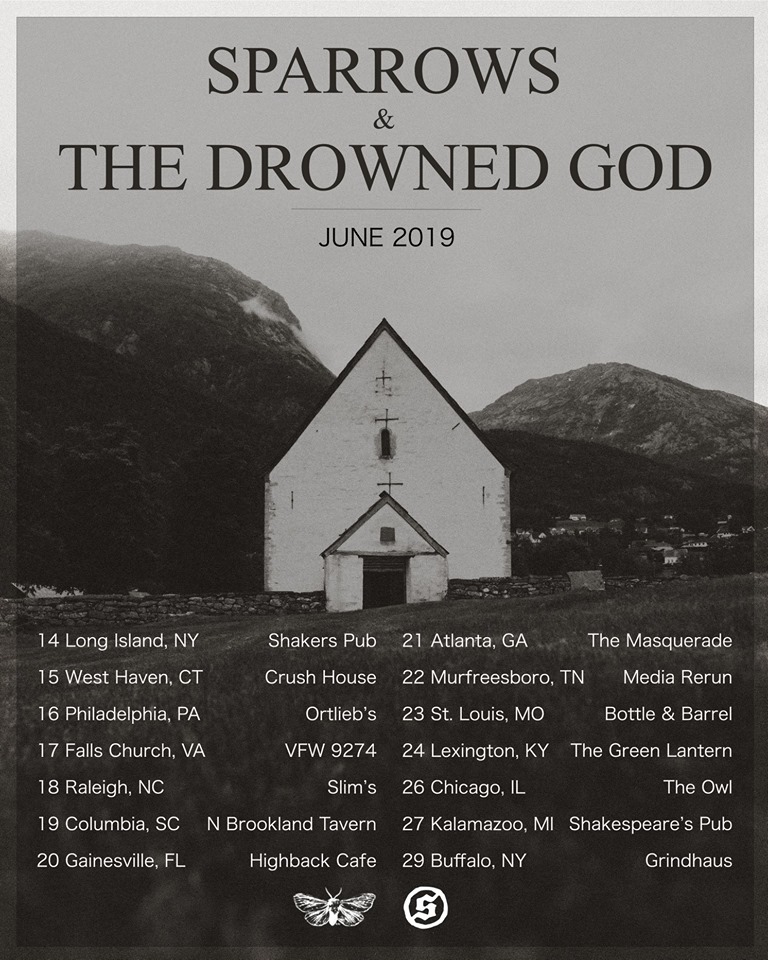 SPARROWS
&
THE DROWNED GOD
JUNE 2019
14 Long Island, NY Shakers Pub
15 West Haven, CT Crush House
16 Philadelphia, PA Ortlieb's
17 Falls Church, VA VFW 9274
18 Raleigh, NC Slim's
19 Columbia, SC N Brookland Tavern
20 Gainesville, FL Highback Cafe
21 Atlanta, GA The Masquerade
22 Murfreesboro, TN Media Rerun
23 St. Louis, MO Bottle & Barrel
24 Lexington, KY The Green Lantern
26 Chicago, IL The Owl
27 Kalamazoo, MI Shakespeare's Pub
29 Buffalo, NY Grindhaus
S